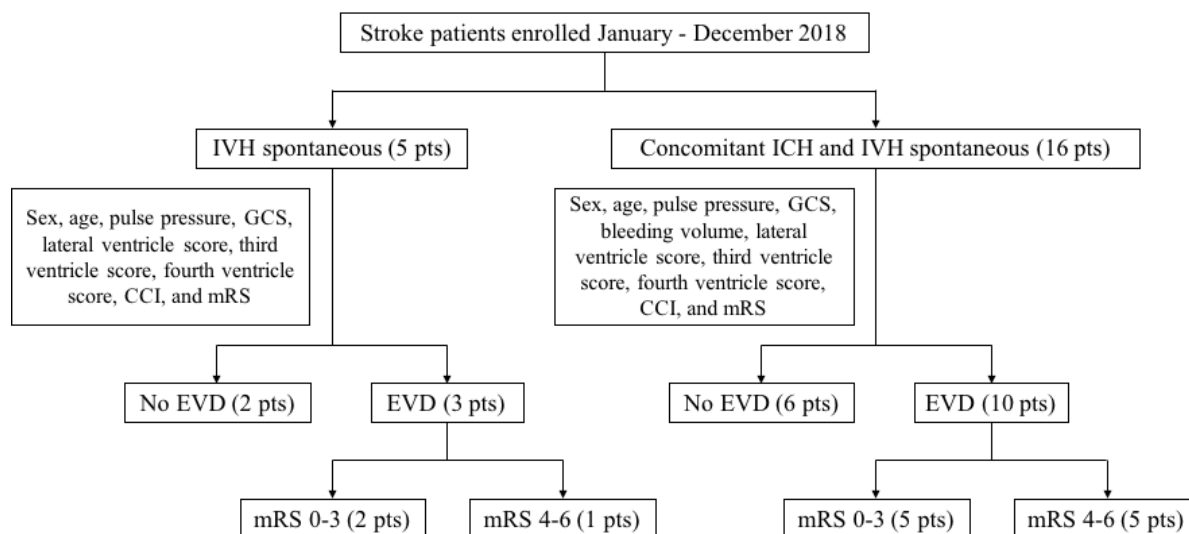 Stroke patients enrolled January - December 2018
IVH spontaneous (5 pts)
Concomitant ICH and IVH spontaneous (16 pts)
Sex, age, pulse pressure, GCS,
lateral ventricle score, third
ventricle score, fourth ventricle
score, CCI, and mRS
Sex, age, pulse pressure, GCS,
bleeding volume, lateral
ventricle score, third ventricle
score, fourth ventricle score,
CCI, and mRS
No EVD (2 pts)
EVD (3 pts)
No EVD (6 pts)
EVD (10 pts)
mRS 0-3 (2 pts)
mRS 4-6 (1 pts)
mRS 0-3 (5 pts)
mRS 4-6 (5 pts)